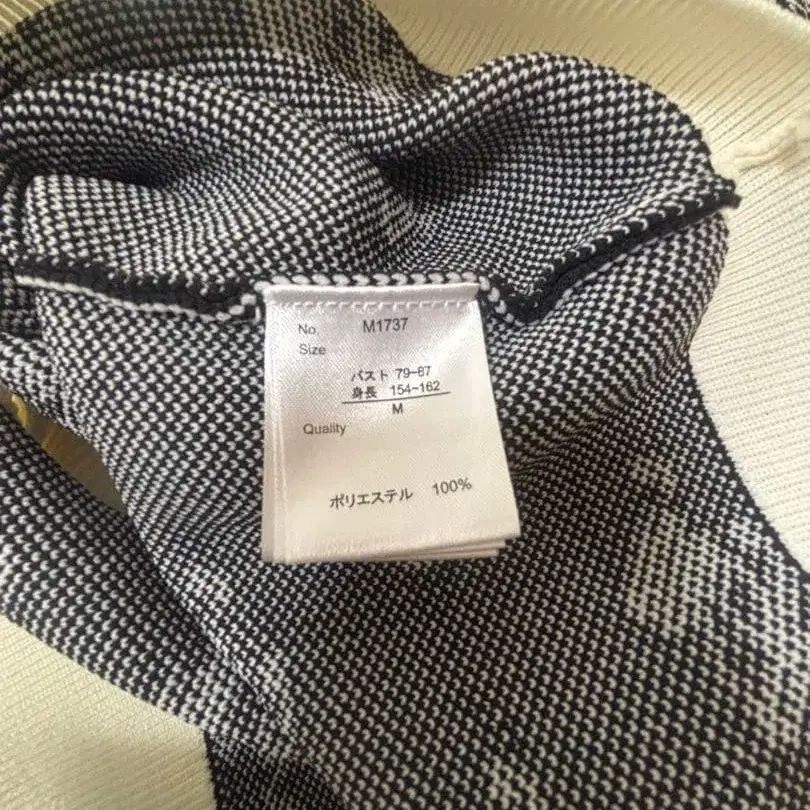 No. M1737
Size
バスト 79-87
身長 154-162
M
Quality
ポリエステル 100%